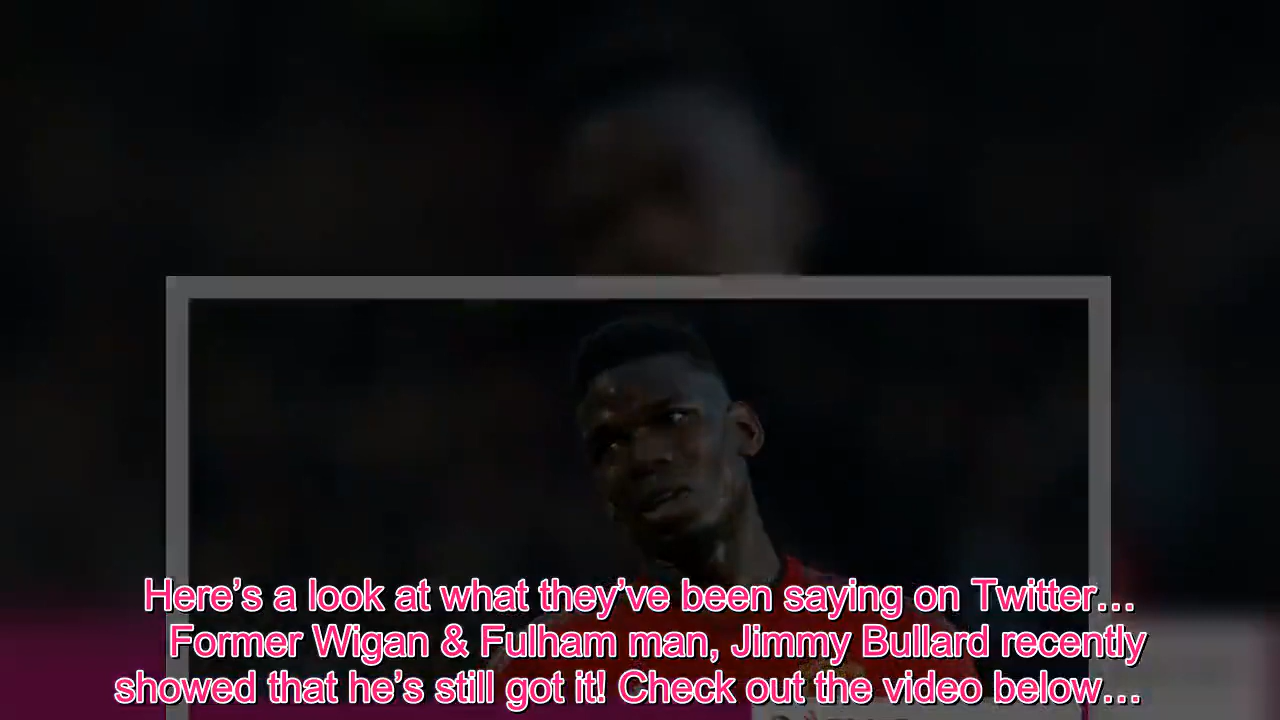 Here’s a look at what they’ve been saying on Twitter…
Former Wigan & Fulham man, Jimmy Bullard recently
showed that he’s still got it! Check out the video below…